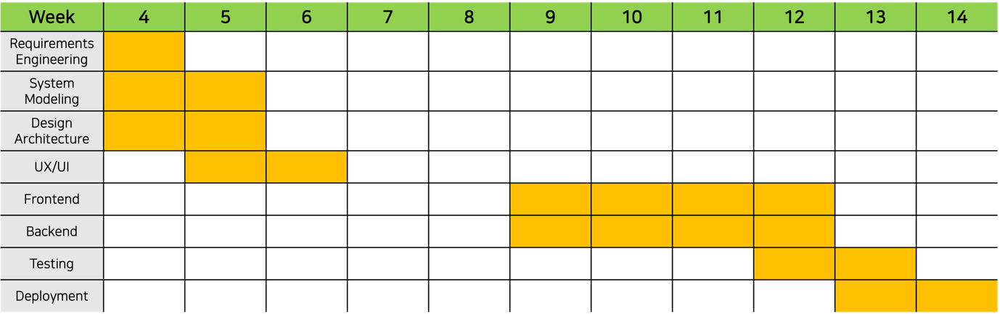 Week 4 5 6 7 8 9 10 11 12 13 14
Requirements
Engineering
System
Modeling
Design
Architecture
UX/UI
Frontend
Backend
Testing
Deployment